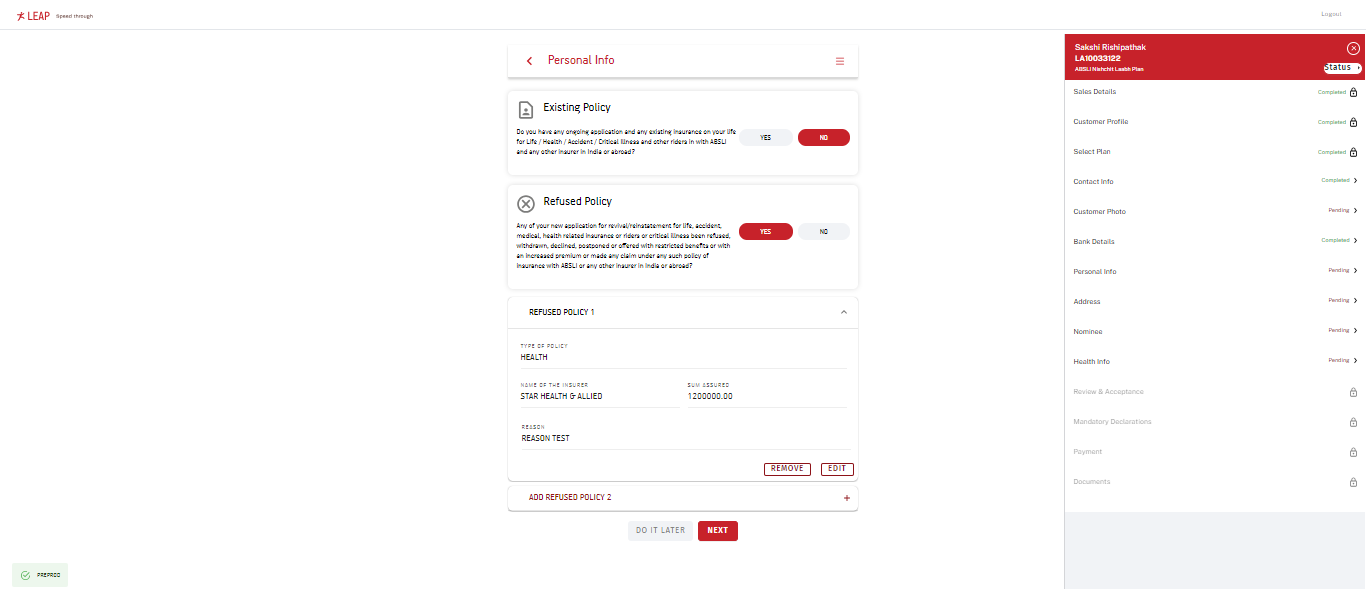 LEAP Speed through
Logout
Personal Info
Existing Policy
Do you have any ongoing application and any existing insurance on your life
for Life / Health / Accident / Critical Illness and other riders in with ABSLI
and any other insurer in India or abroad?
YES NO
Refused Policy
Any of your new application for revival/reinstatement for life, accident,
medical, health related insurance or riders or critical illness been refused,
withdrawn, declined, postponed or offered with restricted benefits or with
an increased premium or made any claim under any such policy of
insurance with ABSLI or any other insurer in India or abroad?
YES NO
REFUSED POLICY 1
TYPE OF POLICY
HEALTH
NAME OF THE INSURER SUM ASSURED
STAR HEALTH & ALLIED 1200000.00
REASON
REASON TEST
REMOVE EDIT
ADD REFUSED POLICY 2 +
DO IT LATER NEXT
PREPROD
Sakshi Rishipathak
LA10033122
ABSLI Nishchit Laabh Plan
Status
Sales Details Completed
Customer Profile Completed
Select Plan Completed
Contact Info Completed
Customer Photo Pending
Bank Details Completed
Personal Info Pending
Address Pending
Nominee Pending
Health Info Pending
Review & Acceptance
Mandatory Declarations
Payment
Documents